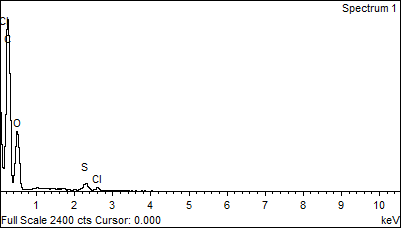 Spectrum 1
Cl
C
O
S
Cl
1 2 3 4 5 6 7 8 9 10
Full Scale 2400 cts Cursor: 0.000 keV